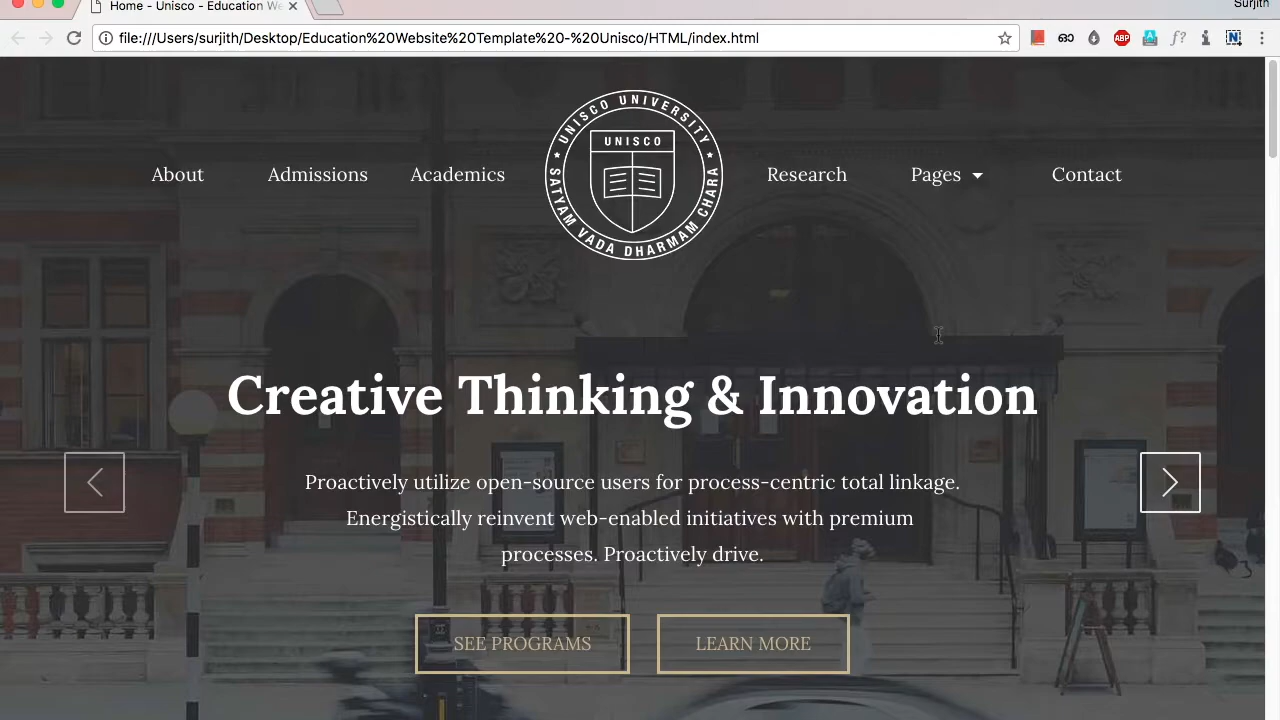 Home - Unisco - Education We
Surjith
file:///Users/surjith/Desktop/Education%20Website%20Template%20-%20Unisco/HTML/index.html
ABP
A
f?
N
About
Admissions
Academics
UNISCO UNIVERSITY
UNISCO
SATYAM VADA DHARMAM CHARA
Research
Pages
Contact
Creative Thinking & Innovation
Proactively utilize open-source users for process-centric total linkage.
Energistically reinvent web-enabled initiatives with premium
processes. Proactively drive.
SEE PROGRAMS
LEARN MORE